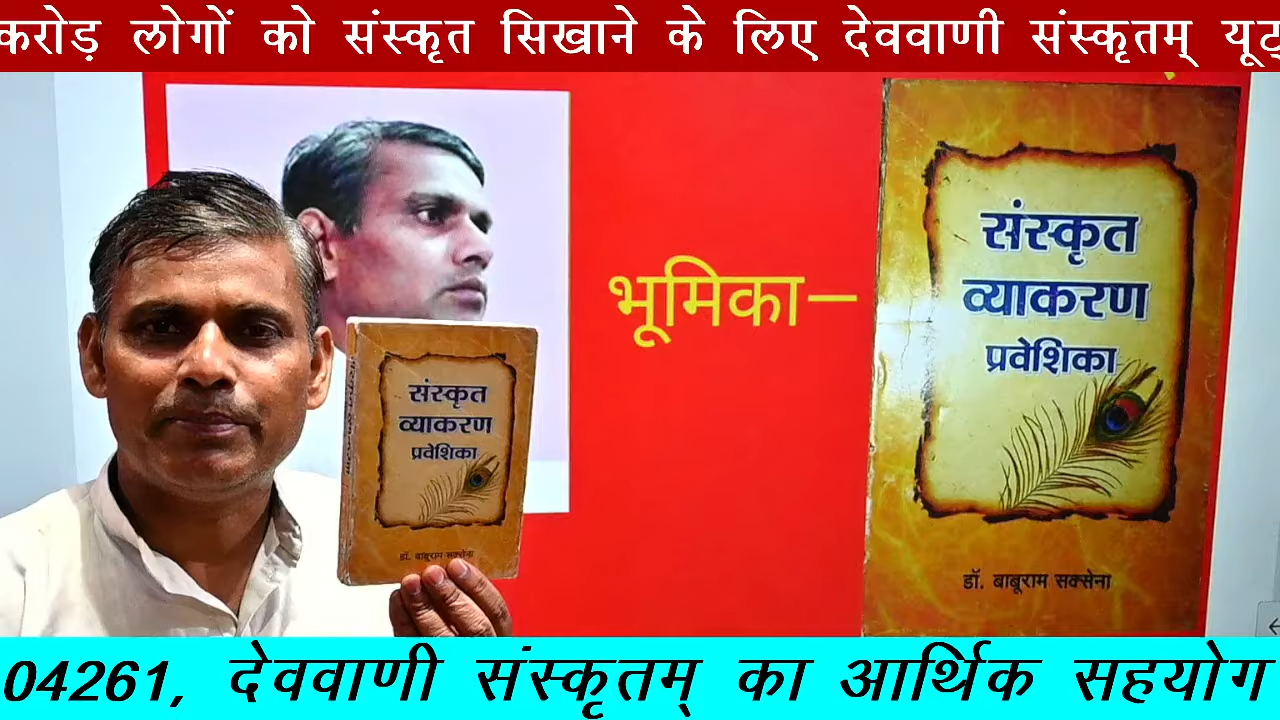 करोड़ लोगों को संस्कृत सिखाने के लिए देववाणी संस्कृतम् यूट्
भूमिका–
संस्कृत
व्याकरण
प्रवेशिका
डॉ. बाबूराम सक्सेना
संस्कृत
व्याकरण
प्रवेशिका
डॉ. बाबूराम सक्सेना
04261, देववाणी संस्कृतम् का आर्थिक सहयोग